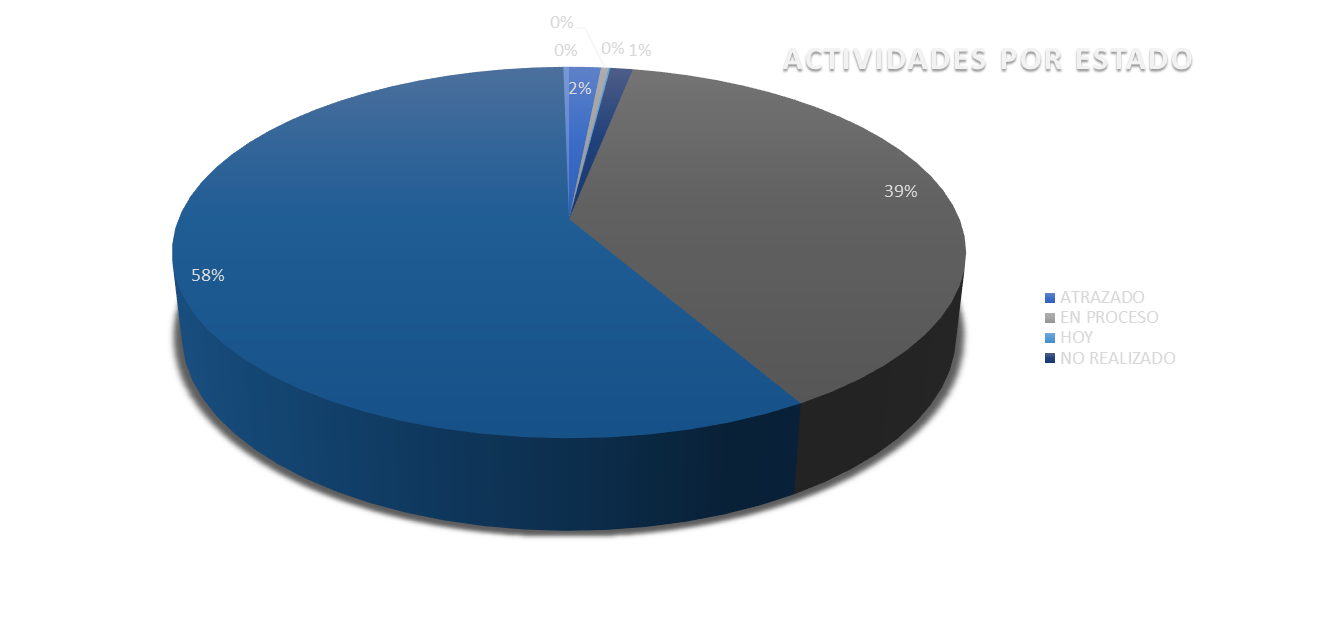 0%
0%
0%
1%
ACTIVIDADES POR ESTADO
2%
39%
58%
ATRAZADO
EN PROCESO
HOY
NO REALIZADO